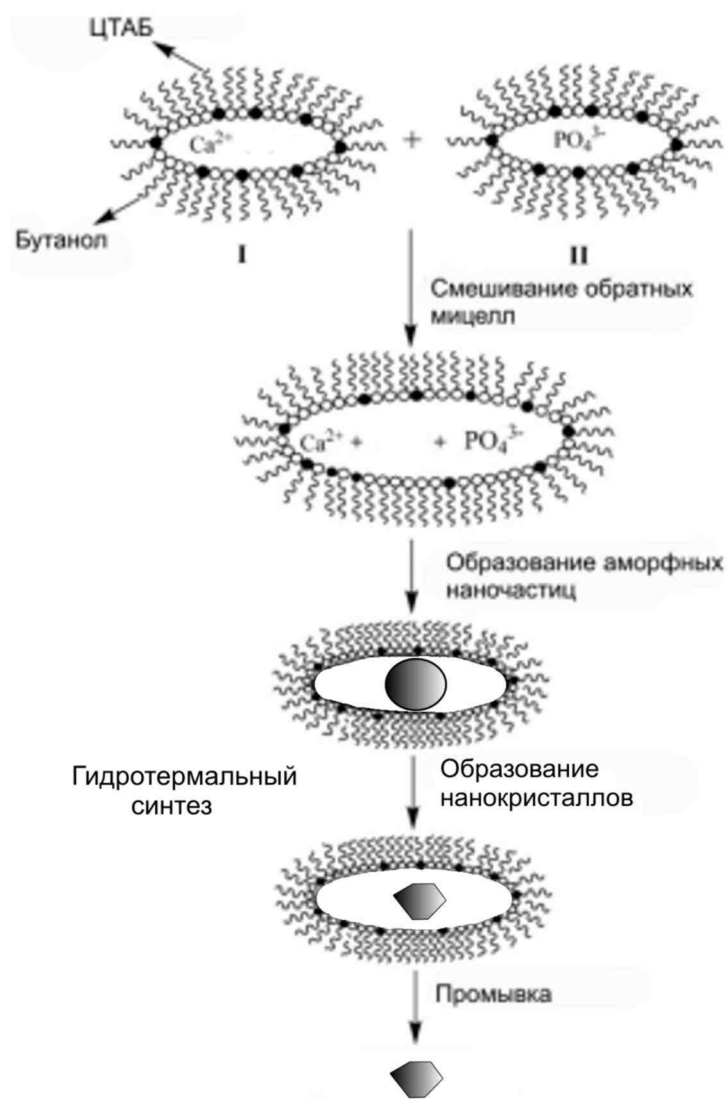 ЦТАБ
Ca²⁺
+
PO₄³⁻
Бутанол
I
II
Смешивание обратных
мицелл
Ca²⁺ + + PO₄³⁻
Образование аморфных
наночастиц
Гидротермальный
синтез
Образование
нанокристаллов
Промывка